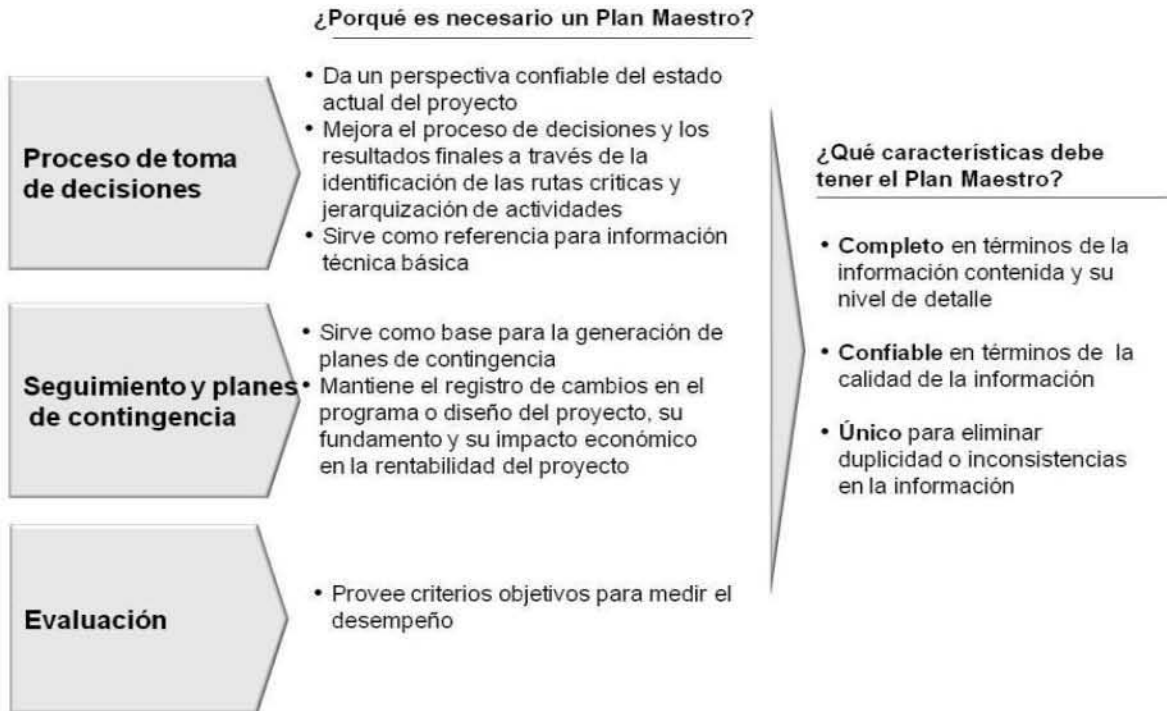 ¿Porqué es necesario un Plan Maestro?
Proceso de toma
de decisiones
• Da un perspectiva confiable del estado
actual del proyecto
• Mejora el proceso de decisiones y los
resultados finales a través de la
identificación de las rutas criticas y
jerarquización de actividades
• Sirve como referencia para información
técnica básica
Seguimiento y planes
de contingencia
• Sirve como base para la generación de
planes de contingencia
• Mantiene el registro de cambios en el
programa o diseño del proyecto, su
fundamento y su impacto económico
en la rentabilidad del proyecto
Evaluación
• Provee criterios objetivos para medir el
desempeño
¿Qué características debe
tener el Plan Maestro?
• Completo en términos de la
información contenida y su
nivel de detalle
• Confiable en términos de la
calidad de la información
• Único para eliminar
duplicidad o inconsistencias
en la información